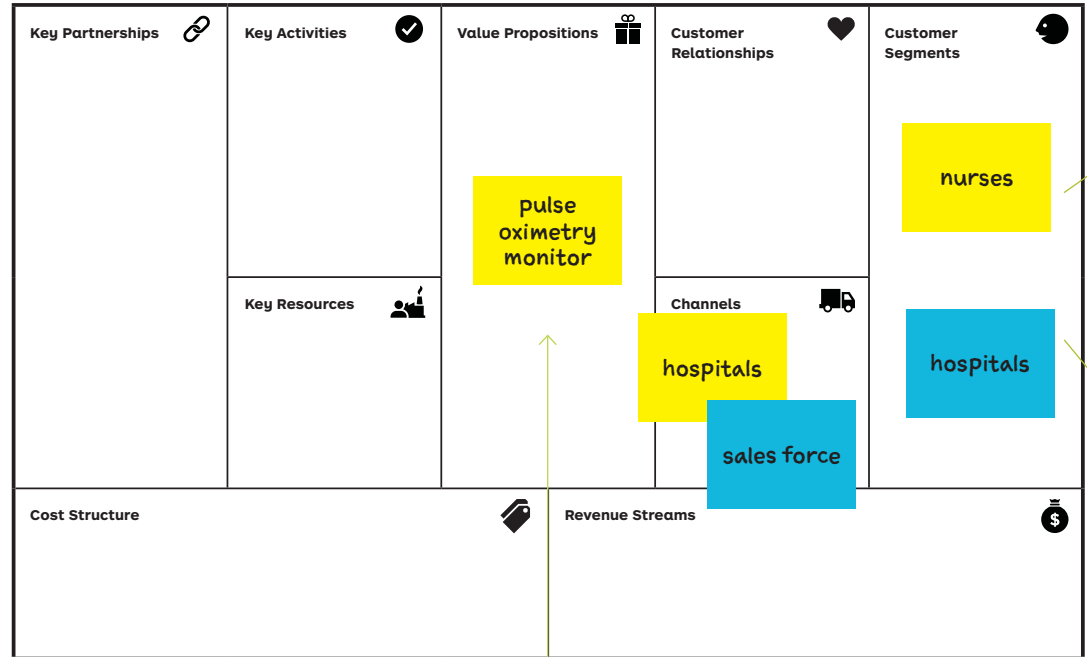 Key Partnerships
Key Activities
Value Propositions
Customer
Relationships
Customer
Segments
nurses
pulse
oximetry
monitor
Key Resources
Channels
hospitals
hospitals
sales force
Cost Structure
Revenue Streams
$